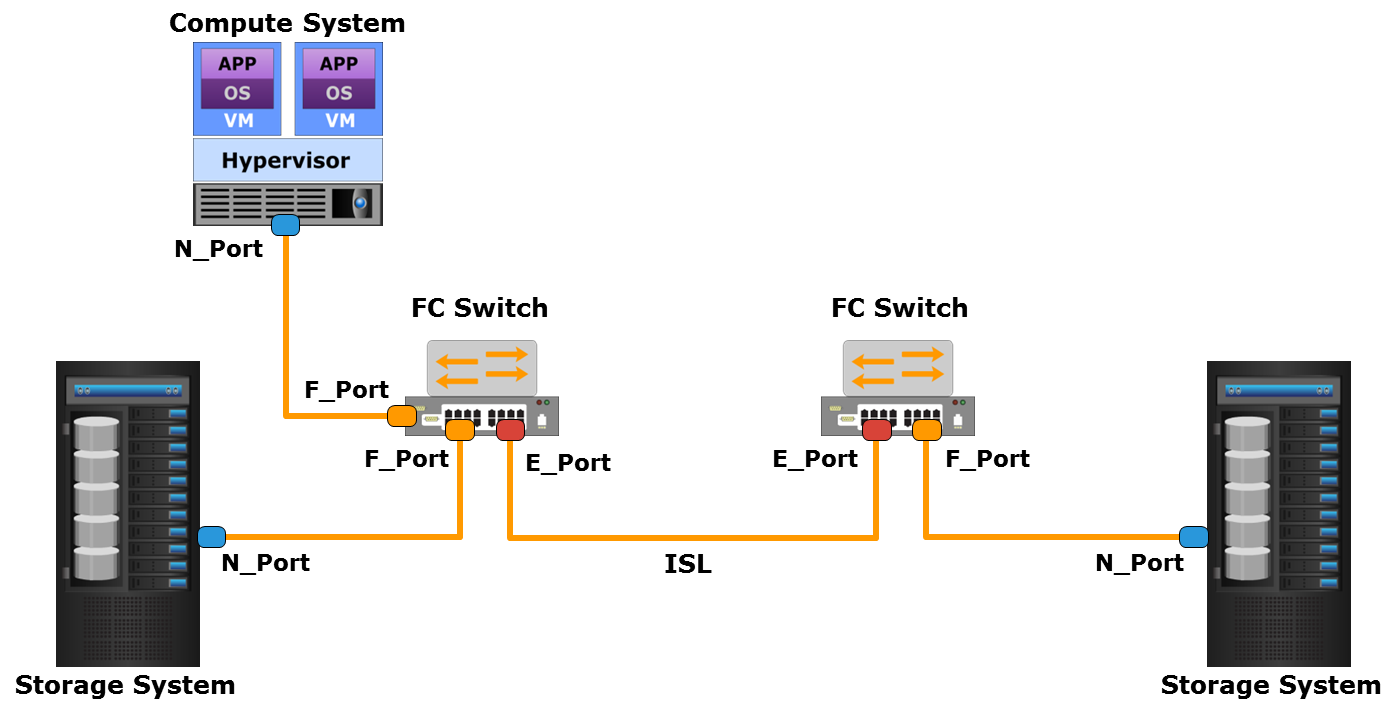 Compute System
APP APP
OS OS
VM VM
Hypervisor
N_Port
FC Switch FC Switch
F_Port
F_Port E_Port E_Port F_Port
N_Port ISL N_Port
Storage System Storage System